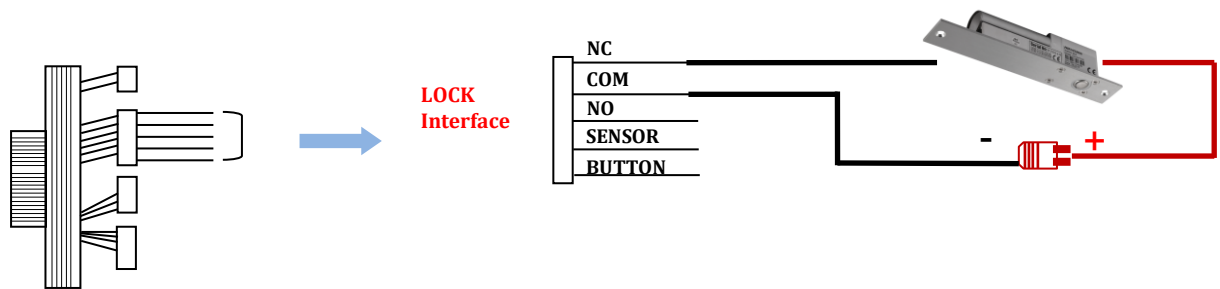 NC
COM
LOCK
Interface
NO
SENSOR
BUTTON
-
+